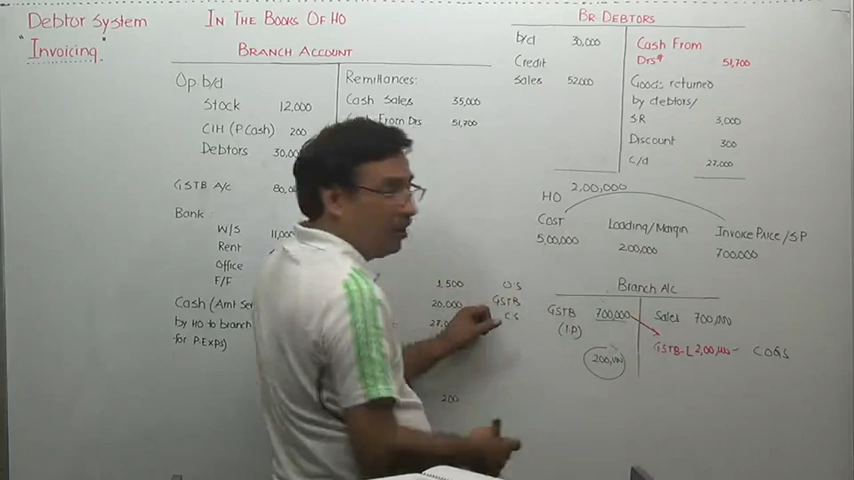 Debtor System
"Invoicing"
In The Books Of HO
BRANCH ACCOUNT
Op b/d
Stock 12,000
CIH (P Cash) 200
Debtors 30,00
GSTB A/c 80,0
Bank:
W/S 11,00
Rent
Office
F/F
Cash (Amt Se
by HO to branch
for P.Exps)
Remittances:
Cash Sales 35,000
From Drs 51,700
1,500
20,000
27,0
200
O.S
GSTB
C.S
BR DEBTORS
b/d 30,000
Credit
Sales 52,000
Cash From
Drs* 51,700
Goods returned
by debtors/
S.R 3,000
Discount 300
c/d 27,000
HO 2,00,000
COST Loading/Margin Invoice Price/SP
5,00,000 2,00,000 700,000
Branch A/c
GSTB 700,000
(I.P)
200,000
Sales 700,000
GSTB-L 2,00,000- COGS